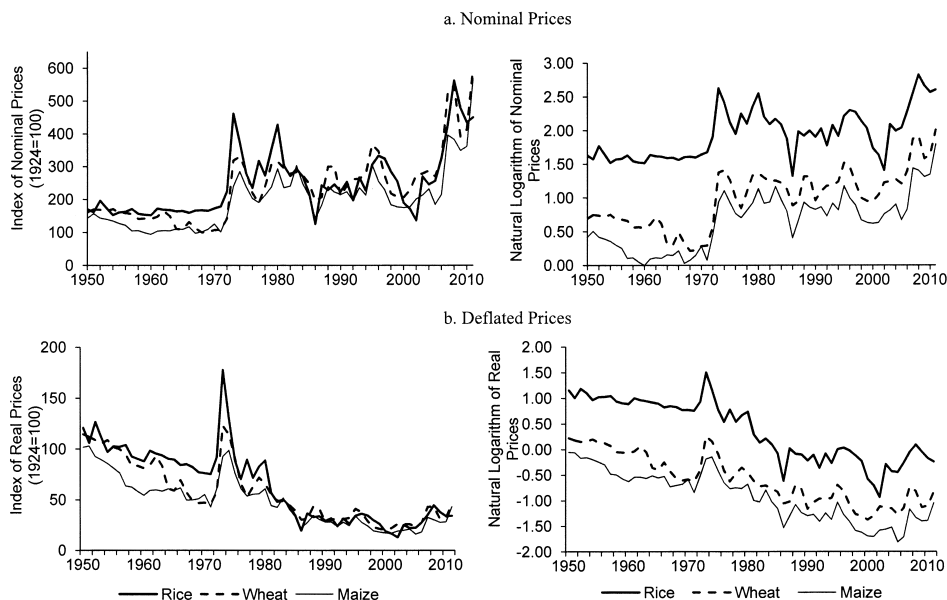 a. Nominal Prices
Index of Nominal Prices
(1924=100)
600
500
400
300
200
100
0
1950 1960 1970 1980 1990 2000 2010
Natural Logarithm of Nominal
Prices
3.00
2.50
2.00
1.50
1.00
0.50
0.00
1950 1960 1970 1980 1990 2000 2010
b. Deflated Prices
Index of Real Prices
(1924=100)
200
150
100
50
0
1950 1960 1970 1980 1990 2000 2010
Rice Wheat Maize
Natural Logarithm of Real
Prices
2.00
1.50
1.00
0.50
0.00
-0.50
-1.00
-1.50
-2.00
1950 1960 1970 1980 1990 2000 2010
Rice Wheat Maize